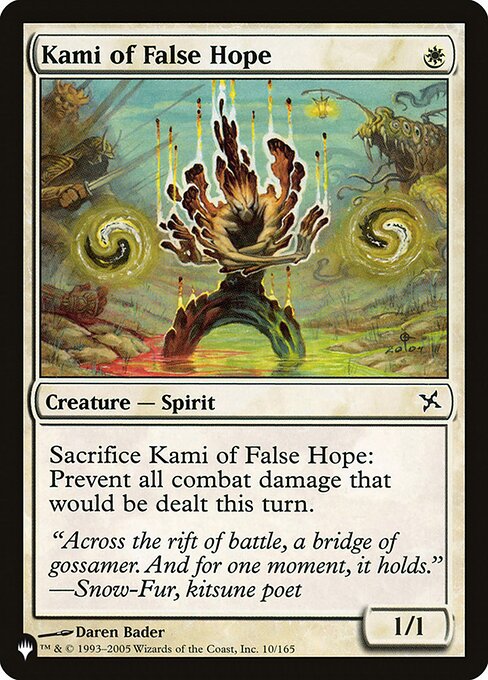 Kami of False Hope
Creature — Spirit
Sacrifice Kami of False Hope:
Prevent all combat damage that
would be dealt this turn.
“Across the rift of battle, a bridge of
gossamer. And for one moment, it holds.”
—Snow-Fur, kitsune poet
1/1
Daren Bader
™ & © 1993–2005 Wizards of the Coast, Inc. 10/165